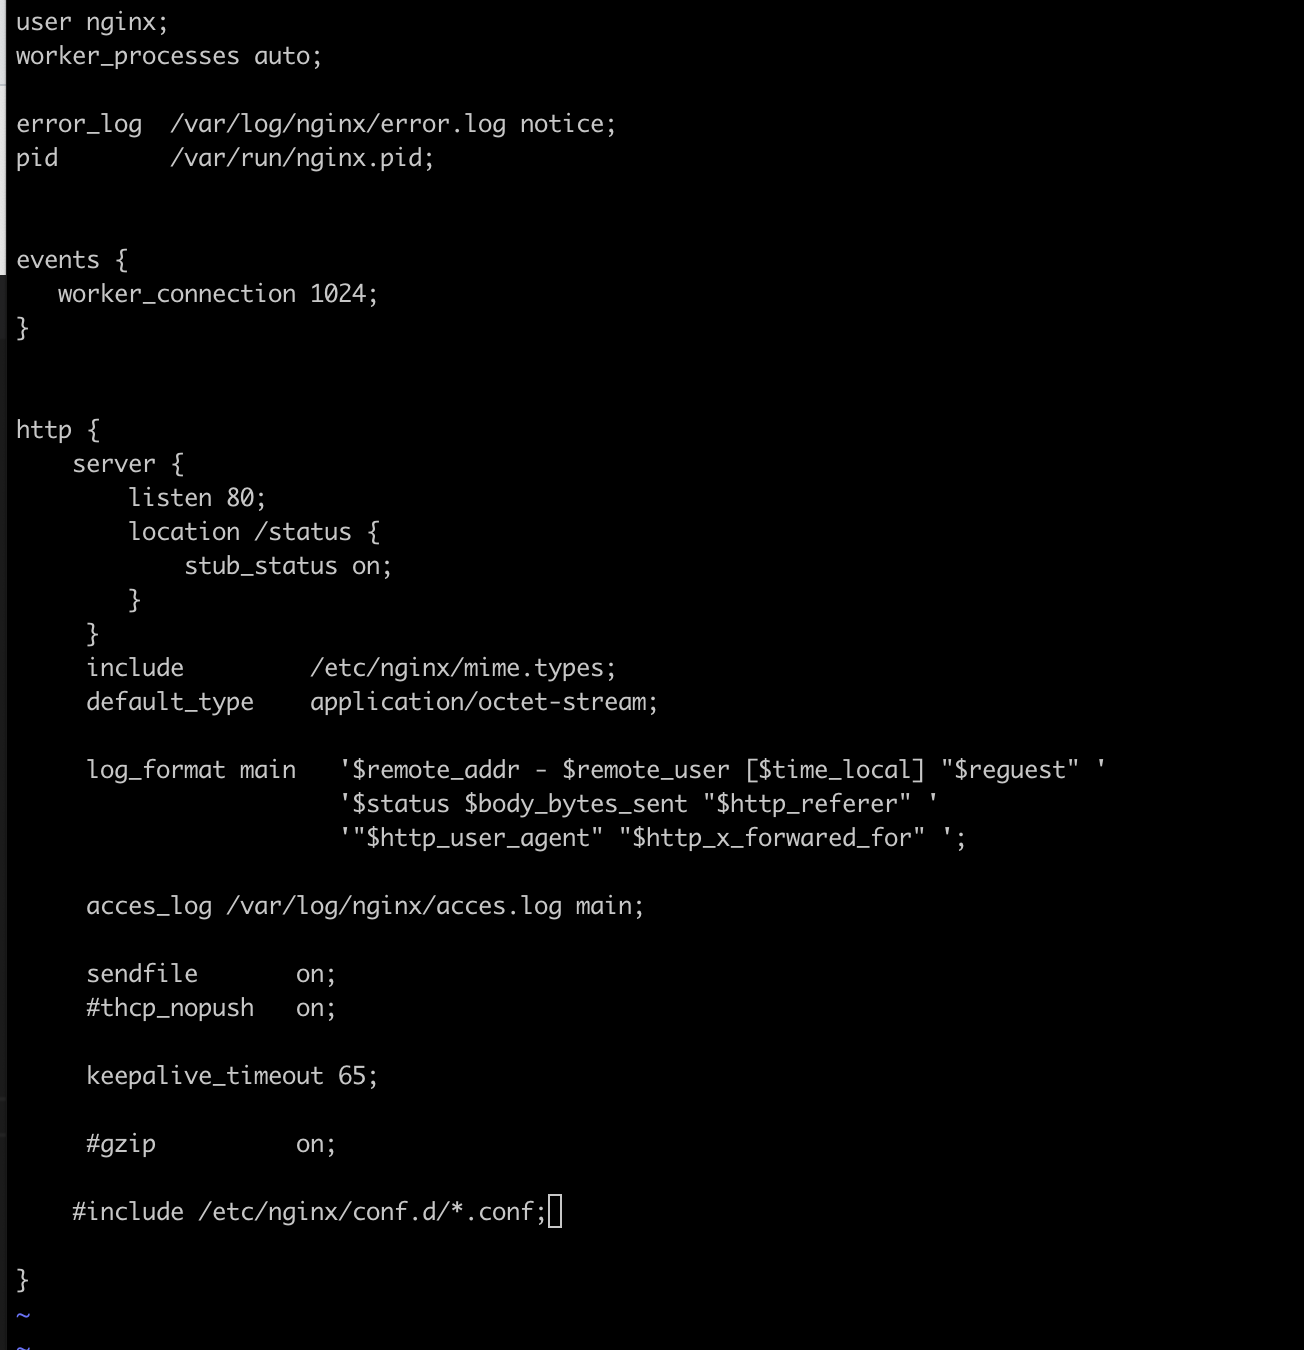 user nginx;
worker_processes auto;
error_log  /var/log/nginx/error.log notice;
pid        /var/run/nginx.pid;
events {
   worker_connection 1024;
}
http {
    server {
        listen 80;
        location /status {
            stub_status on;
        }
     }
     include         /etc/nginx/mime.types;
     default_type    application/octet-stream;
     log_format main   '$remote_addr - $remote_user [$time_local] "$reguest" '
                       '$status $body_bytes_sent "$http_referer" '
                       '"$http_user_agent" "$http_x_forwared_for" ';
     acces_log /var/log/nginx/acces.log main;
     sendfile       on;
     #thcp_nopush   on;
     keepalive_timeout 65;
     #gzip          on;
    #include /etc/nginx/conf.d/*.conf;
}
~
~